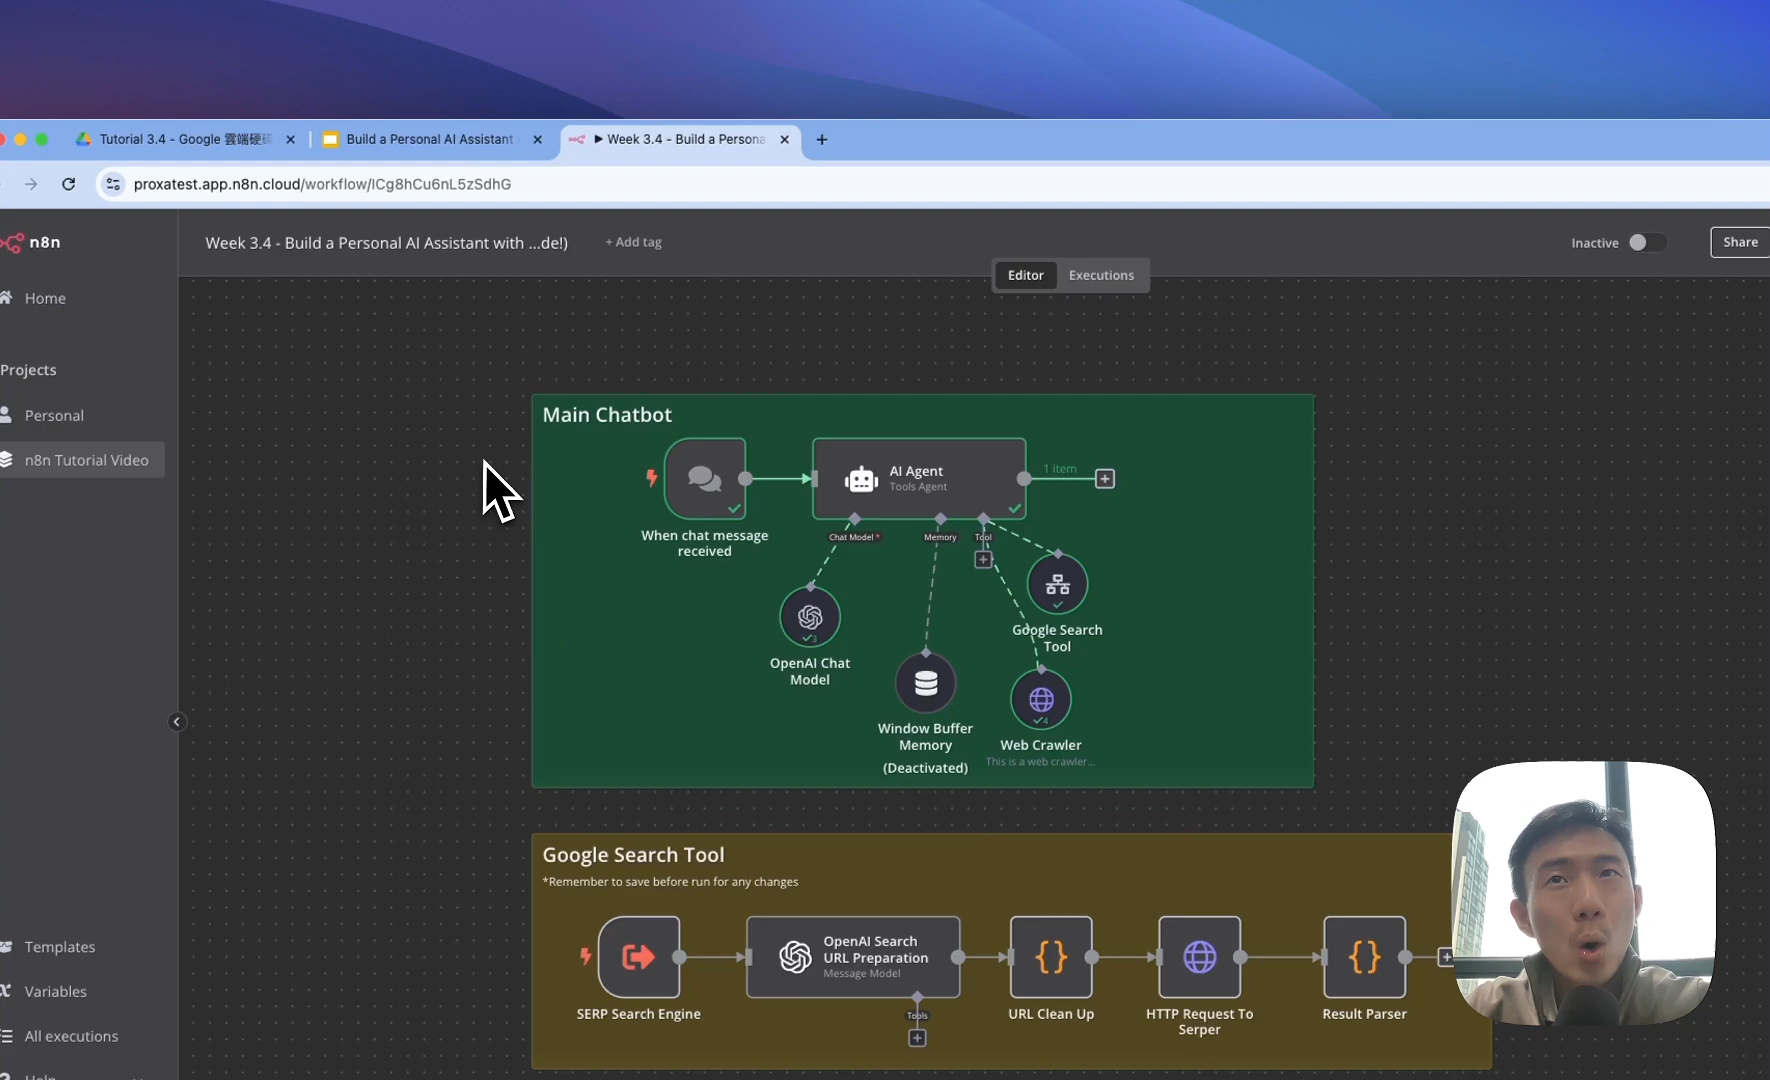 Tutorial 3.4 - Google 雲端硬碟
Build a Personal AI Assistant
Week 3.4 - Build a Persona
proxatest.app.n8n.cloud/workflow/lCg8hCu6nL5zSdhG
n8n
Week 3.4 - Build a Personal AI Assistant with ...de!)
+ Add tag
Inactive
Share
Editor
Executions
Home
Projects
Personal
n8n Tutorial Video
Main Chatbot
AI Agent
Tools Agent
1 item
When chat message
received
Chat Model *
Memory
Tool
Google Search
Tool
OpenAI Chat
Model
3
Window Buffer
Memory
(Deactivated)
4
Web Crawler
This is a web crawler...
Google Search Tool
*Remember to save before run for any changes
OpenAI Search
URL Preparation
Message Model
SERP Search Engine
Tools
URL Clean Up
HTTP Request To
Serper
Result Parser
Templates
Variables
All executions
Help